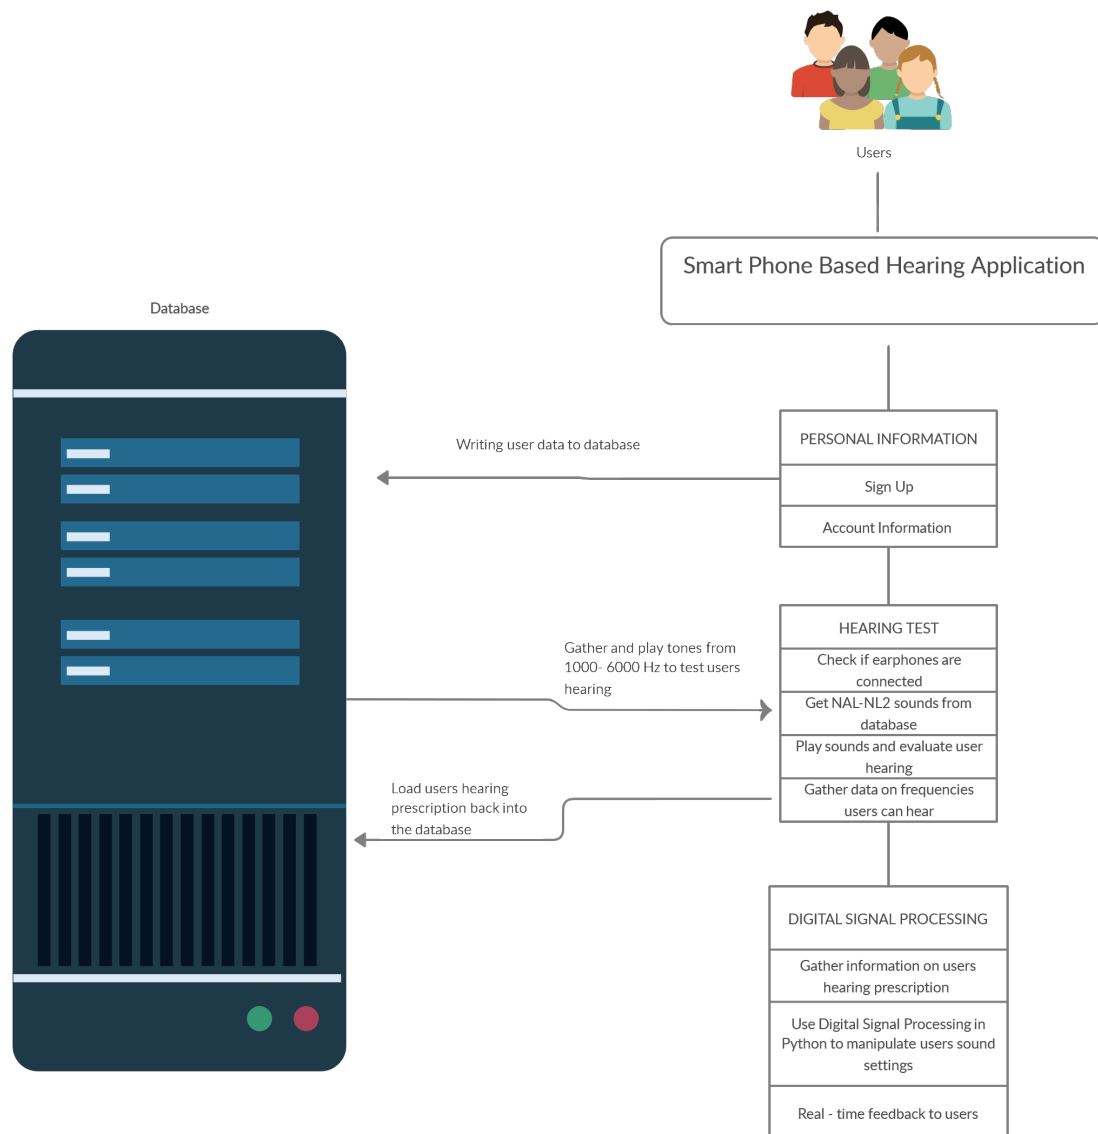 Users
Smart Phone Based Hearing Application
Database
PERSONAL INFORMATION
Writing user data to database
Sign Up
Account Information
HEARING TEST
Gather and play tones from
1000- 6000 Hz to test users
hearing
Check if earphones are
connected
Get NAL-NL2 sounds from
database
Play sounds and evaluate user
hearing
Gather data on frequencies
users can hear
Load users hearing
prescription back into
the database
DIGITAL SIGNAL PROCESSING
Gather information on users
hearing prescription
Use Digital Signal Processing in
Python to manipulate users sound
settings
Real - time feedback to users